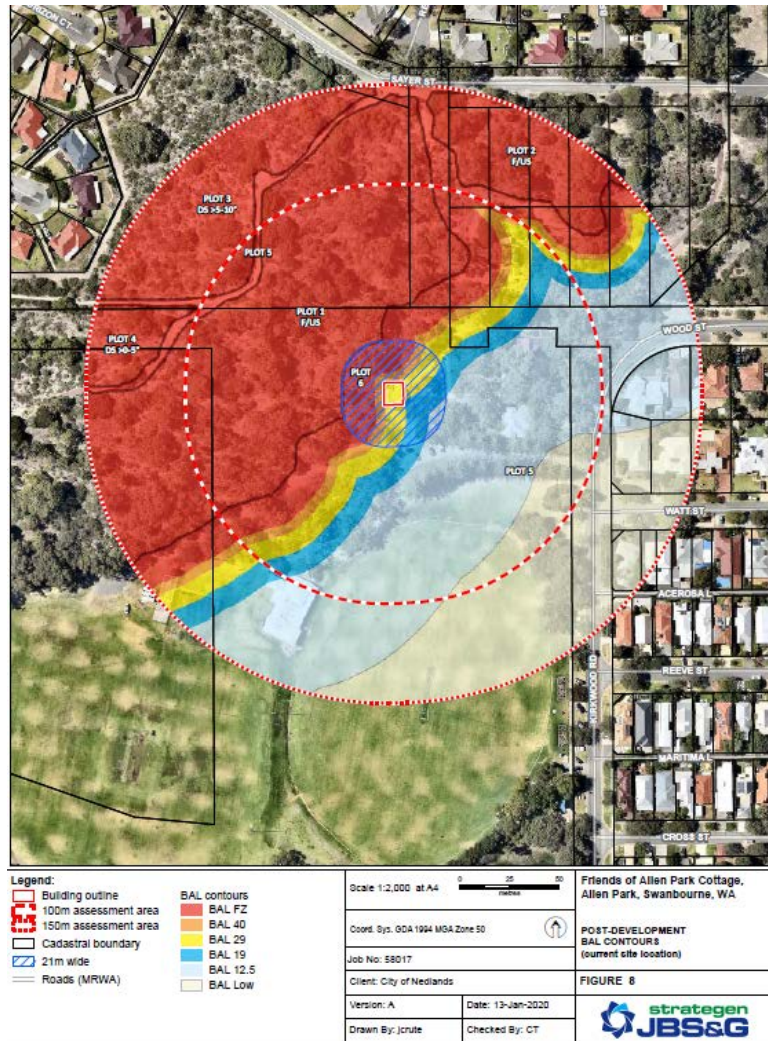 HORIZON CT
SAYER ST
PLOT 2
F/US
PLOT 3
DS >5-10°
PLOT 5
PLOT 1
F/US
PLOT 4
DS >0-5°
WOOD ST
PLOT
6
PLOT 5
WATT ST
ACEROSA L
REEVE ST
KIRKWOOD RD
MARITIMA L
CROSS ST
Legend:
Building outline
100m assessment area
150m assessment area
Cadastral boundary
21m wide
Roads (MRWA)
BAL contours
BAL FZ
BAL 40
BAL 29
BAL 19
BAL 12.5
BAL Low
Scale 1:2,000 at A4
0 25 50
metres
Coord. Sys. GDA 1994 MGA Zone 50
Job No: 58017
Client: City of Nedlands
Version: A
Date: 13-Jan-2020
Drawn By: jcrute
Checked By: CT
Friends of Allen Park Cottage,
Allen Park, Swanbourne, WA
POST-DEVELOPMENT
BAL CONTOURS
(current site location)
FIGURE 8
strategen
JBS&G